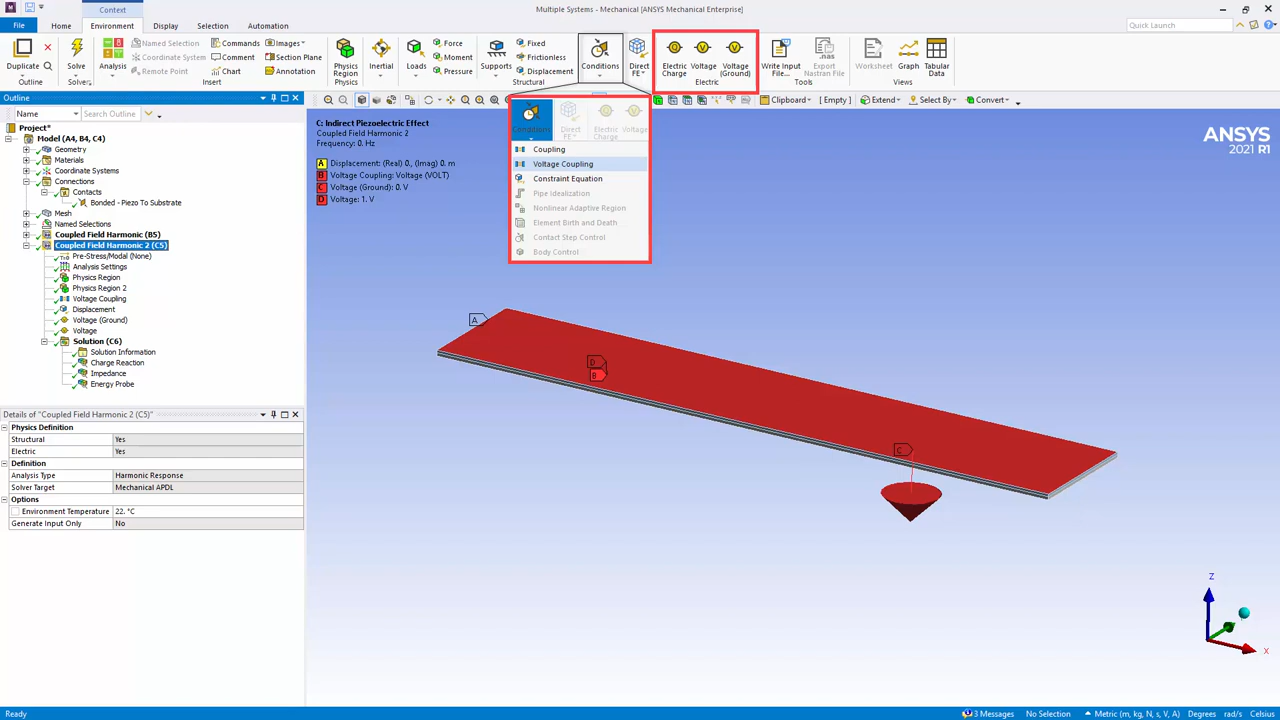 Context
Multiple Systems - Mechanical [ANSYS Mechanical Enterprise]
File Home Environment Display Selection Automation
Quick Launch
Duplicate
Outline
Solve
Solver
Analysis
Named Selection
Coordinate System
Remote Point
Commands
Comment
Chart
Images
Section Plane
Annotation
Insert
Physics Region
Physics
Inertial
Loads
Force
Moment
Pressure
Supports
Fixed
Frictionless
Displacement
Structural
Conditions
Direct FE
Electric Charge
Voltage
Voltage (Ground)
Electric
Write Input File...
Export Nastran File
Tools
Worksheet
Graph
Tabular Data
Views
Clipboard [ Empty ] Extend Select By Convert
Outline
Name Search Outline
Project*
Model (A4, B4, C4)
Geometry
Materials
Coordinate Systems
Connections
Contacts
Bonded - Piezo To Substrate
Mesh
Named Selections
Coupled Field Harmonic (B5)
Coupled Field Harmonic 2 (C5)
Pre-Stress/Modal (None)
Analysis Settings
Physics Region
Physics Region 2
Voltage Coupling
Displacement
Voltage (Ground)
Voltage
Solution (C6)
Solution Information
Charge Reaction
Impedance
Energy Probe
Details of "Coupled Field Harmonic 2 (C5)"
Physics Definition
Structural Yes
Electric Yes
Definition
Analysis Type Harmonic Response
Solver Target Mechanical APDL
Options
Environment Temperature 22. °C
Generate Input Only No
C: Indirect Piezoelectric Effect
Coupled Field Harmonic 2
Frequency: 0. Hz
A Displacement: (Real) 0., (Imag) 0. m
B Voltage Coupling: Voltage (VOLT)
C Voltage (Ground): 0. V
D Voltage: 1. V
Conditions
Direct FE
Electric Charge
Voltage
Coupling
Voltage Coupling
Constraint Equation
Pipe Idealization
Nonlinear Adaptive Region
Element Birth and Death
Contact Step Control
Body Control
ANSYS
2021 R1
A
D
B
C
Z
X
Ready
3 Messages No Selection Metric (m, kg, N, s, V, A) Degrees rad/s Celsius